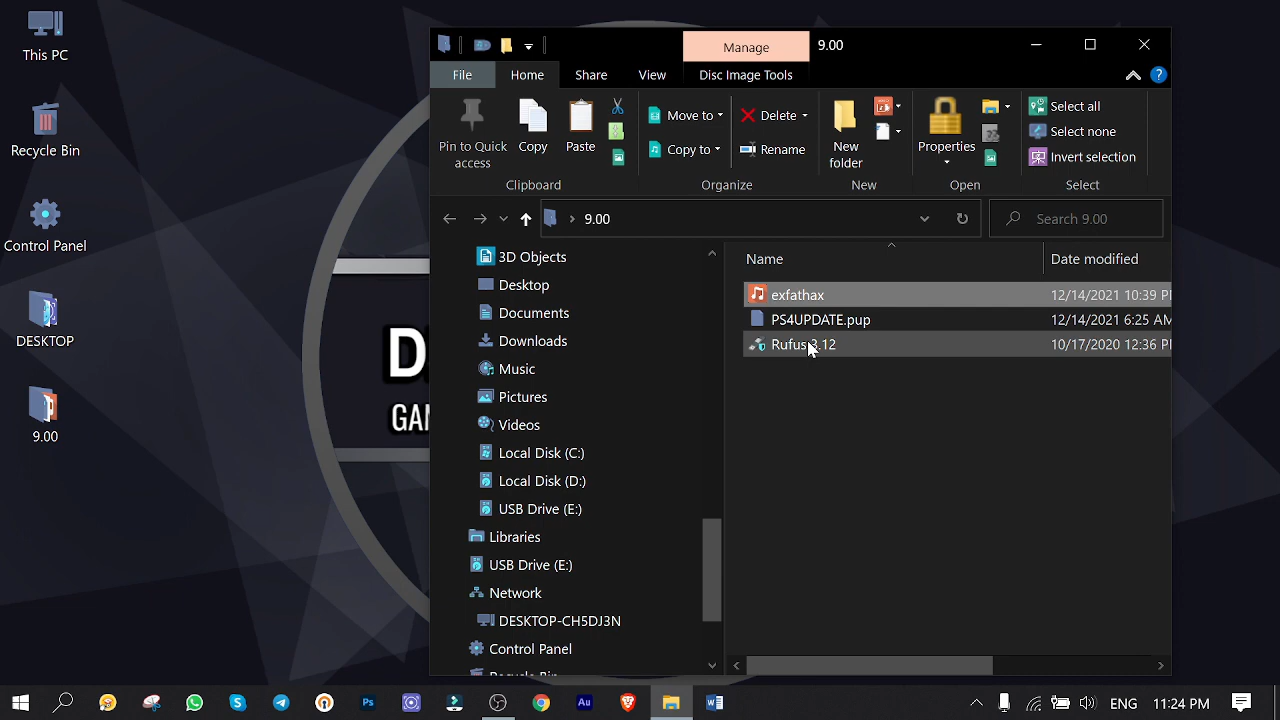 This PC
Recycle Bin
Control Panel
DESKTOP
9.00
D
GAM
Manage
9.00
File
Home
Share
View
Disc Image Tools
Pin to Quick access
Copy
Paste
Clipboard
Move to
Copy to
Delete
Rename
Organize
New folder
New
Properties
Open
Select all
Select none
Invert selection
Select
9.00
Search 9.00
3D Objects
Desktop
Documents
Downloads
Music
Pictures
Videos
Local Disk (C:)
Local Disk (D:)
USB Drive (E:)
Libraries
USB Drive (E:)
Network
DESKTOP-CH5DJ3N
Control Panel
Name
Date modified
exfathax
12/14/2021 10:39 P
PS4UPDATE.pup
12/14/2021 6:25 AM
Rufus 3.12
10/17/2020 12:36 P
Ps
Au
ENG
11:24 PM